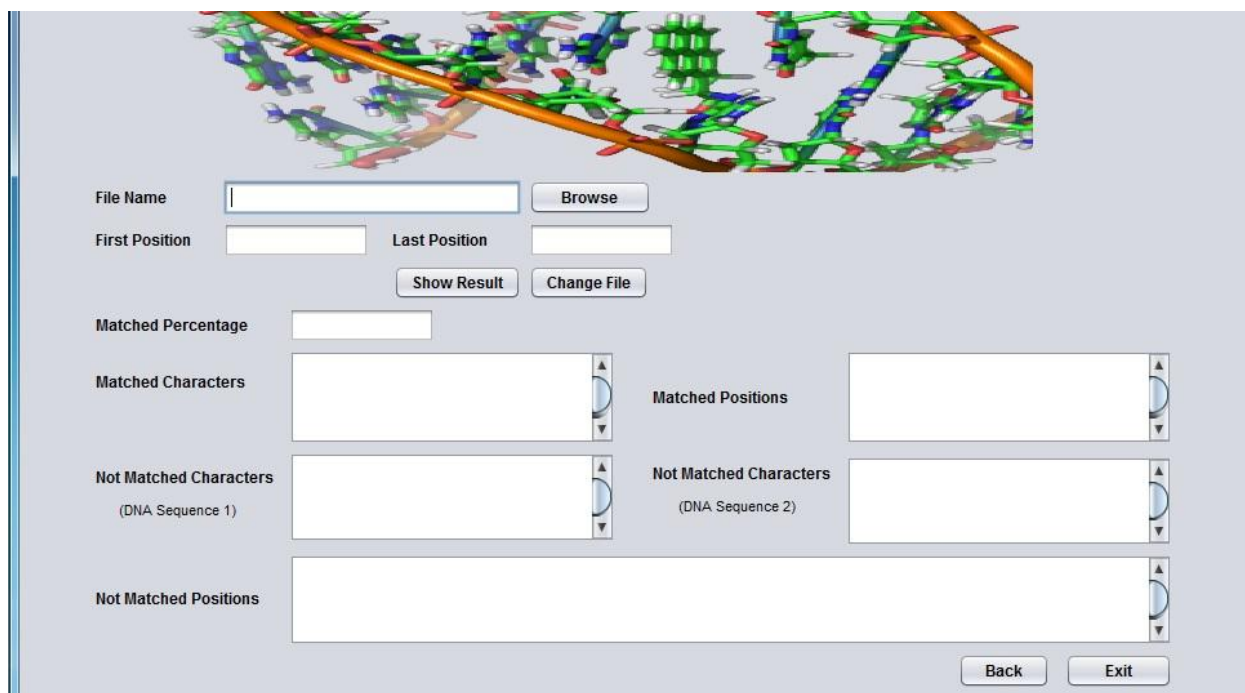 File Name Browse
First Position Last Position
Show Result Change File
Matched Percentage
Matched Characters
Matched Positions
Not Matched Characters
(DNA Sequence 1)
Not Matched Characters
(DNA Sequence 2)
Not Matched Positions
Back Exit